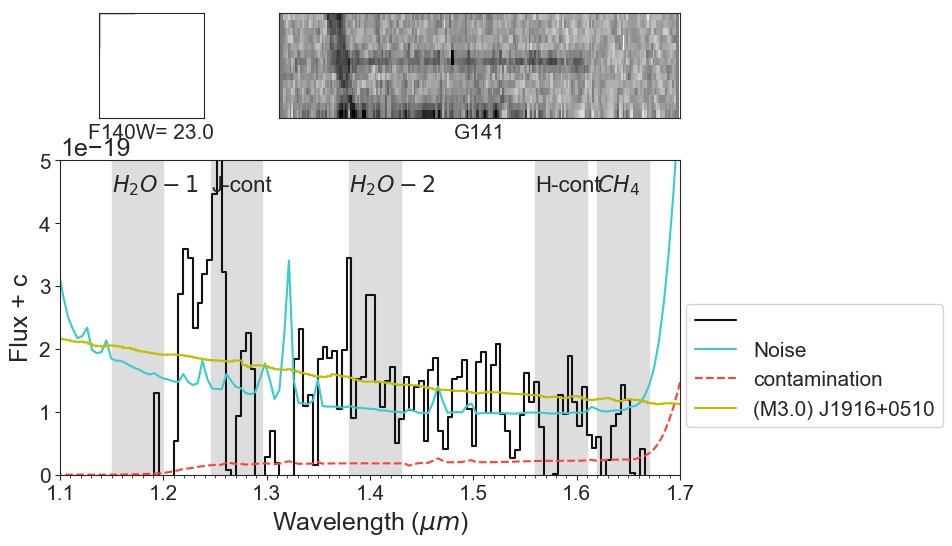 F140W= 23.0
G141
1e−19
H₂O − 1
J-cont
H₂O − 2
H-cont
CH₄
5
4
3
2
1
0
Flux + c
1.1
1.2
1.3
1.4
1.5
1.6
1.7
Wavelength (μm)
Noise
contamination
(M3.0) J1916+0510